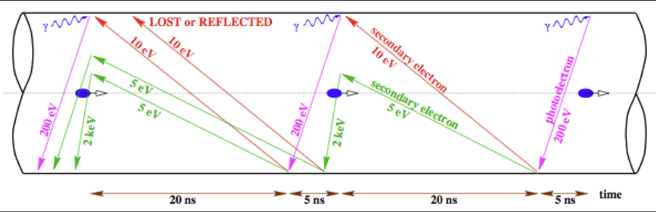 γ
LOST or REFLECTED
γ
γ
10 eV
10 eV
secondary electron
10 eV
5 eV
5 eV
secondary electron
5 eV
200 eV
2 keV
200 eV
2 keV
photoelectron
200 eV
20 ns
5 ns
20 ns
5 ns
time